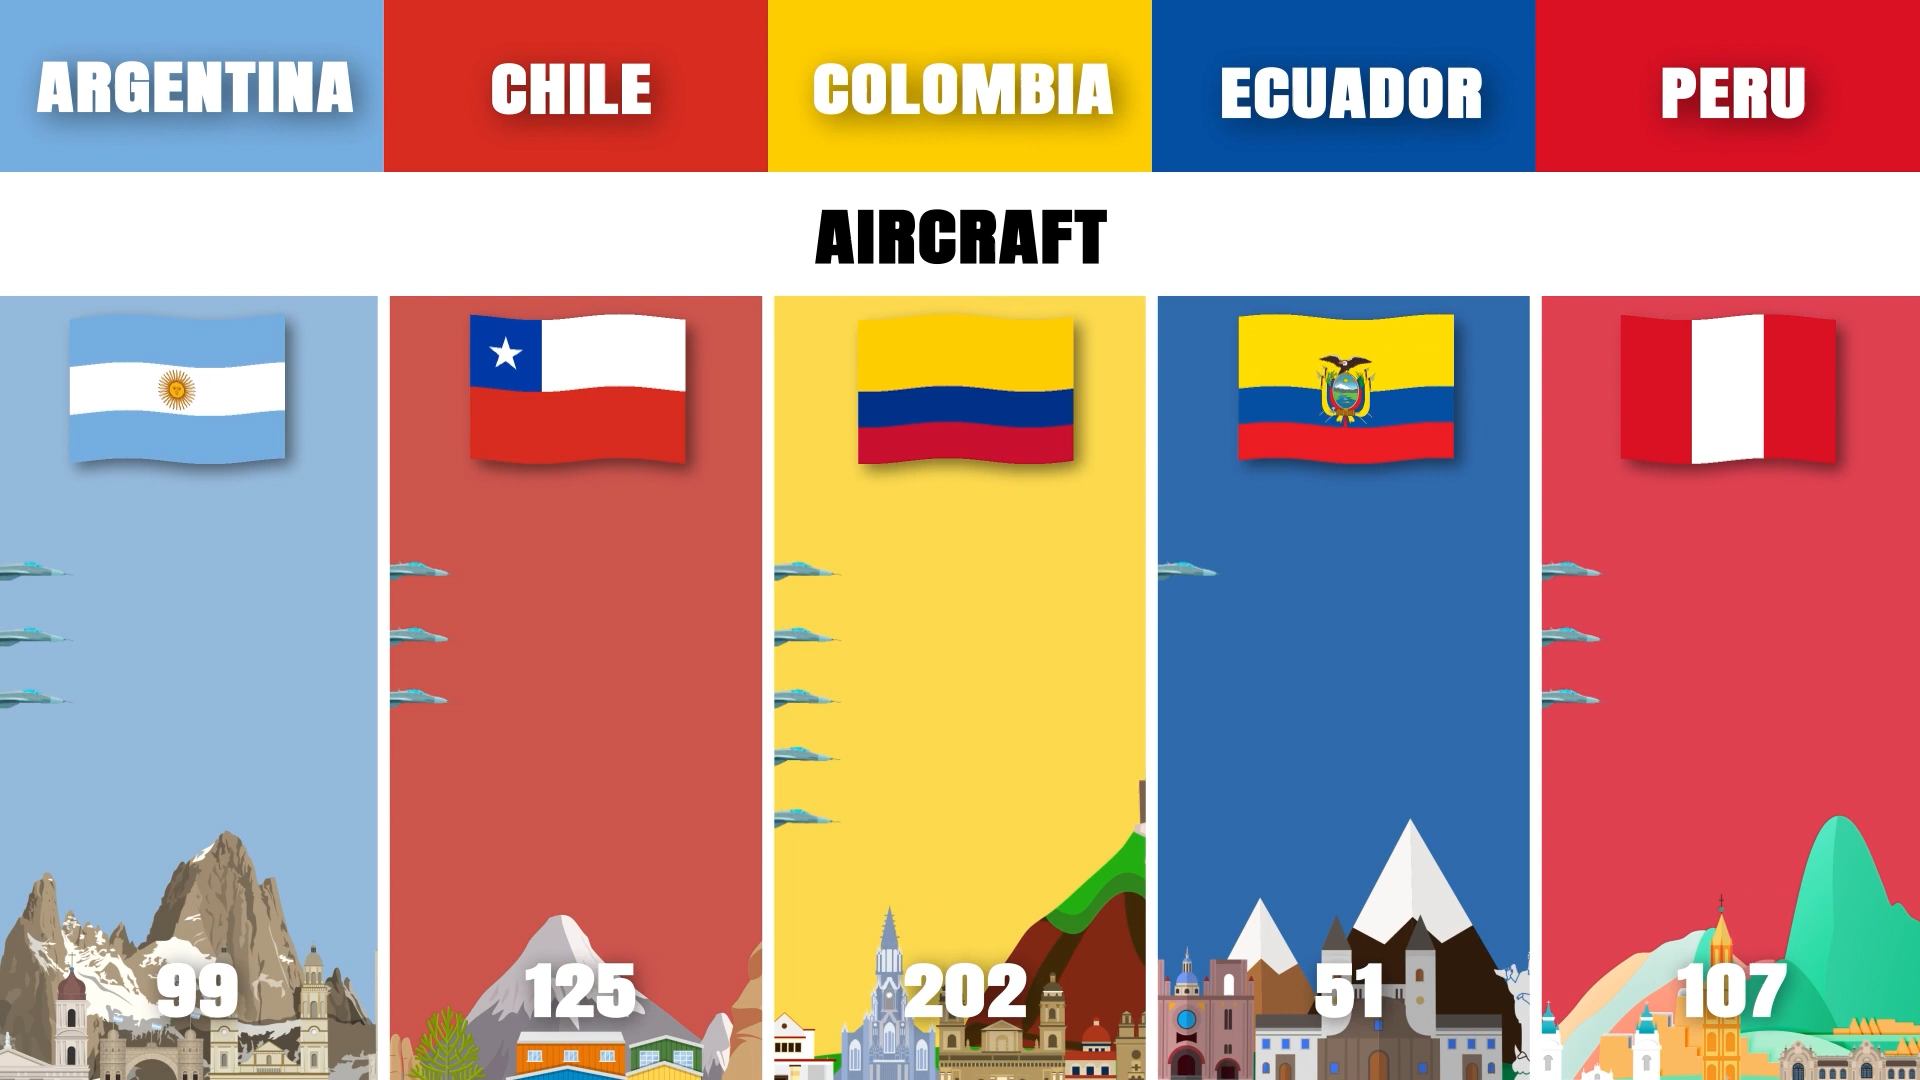 ARGENTINA
CHILE
COLOMBIA
ECUADOR
PERU
AIRCRAFT
99
125
202
51
107